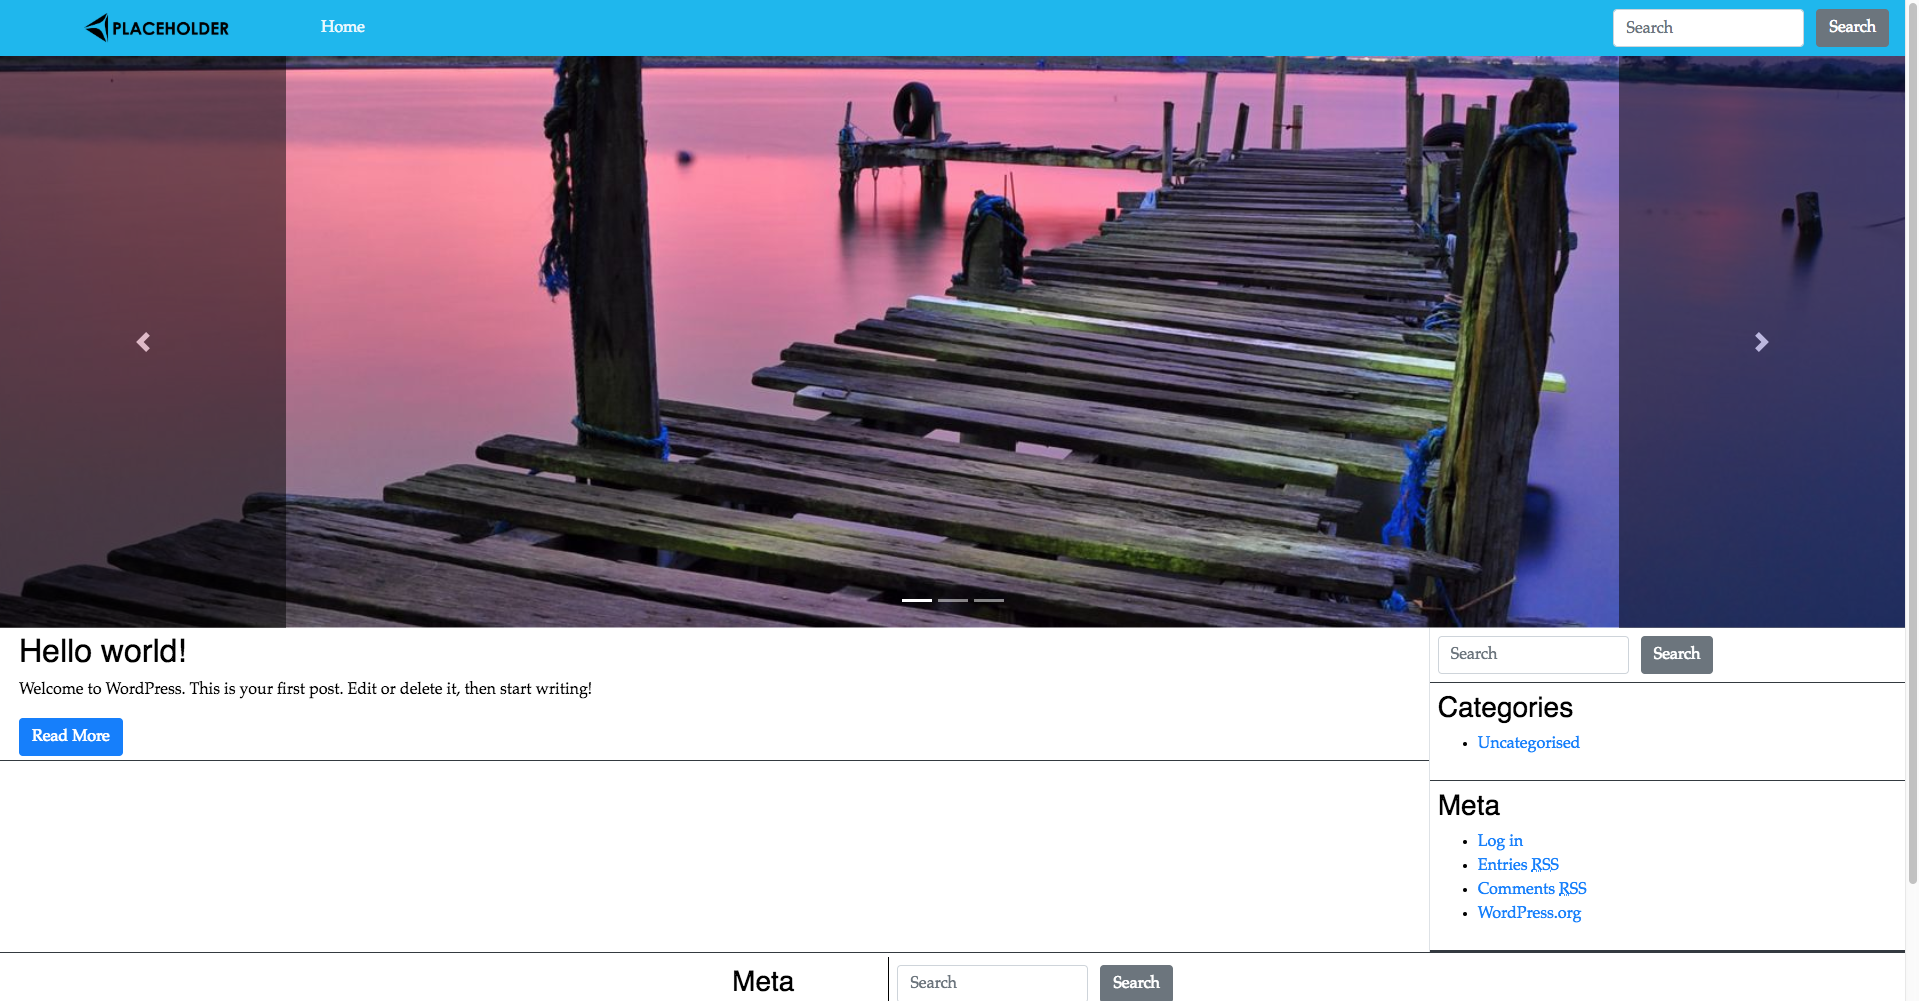 PLACEHOLDER
Home
Search
Search
Hello world!
Welcome to WordPress. This is your first post. Edit or delete it, then start writing!
Read More
Search
Search
Categories
Uncategorised
Meta
Log in
Entries RSS
Comments RSS
WordPress.org
Meta
Search
Search